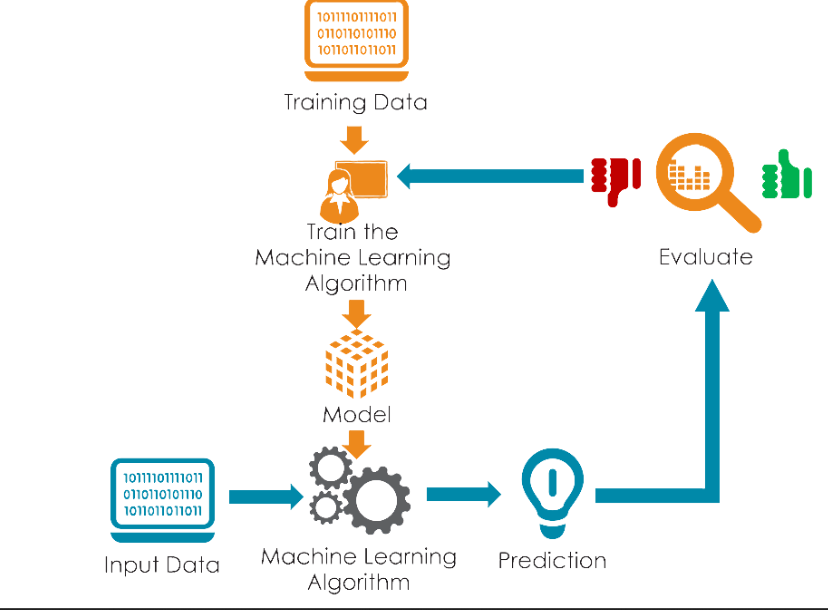 1011110111011
0110110101110
1011011011011
Training Data
Train the
Machine Learning
Algorithm
Evaluate
Model
1011110111011
0110110101110
1011011011011
Input Data
Machine Learning
Algorithm
Prediction